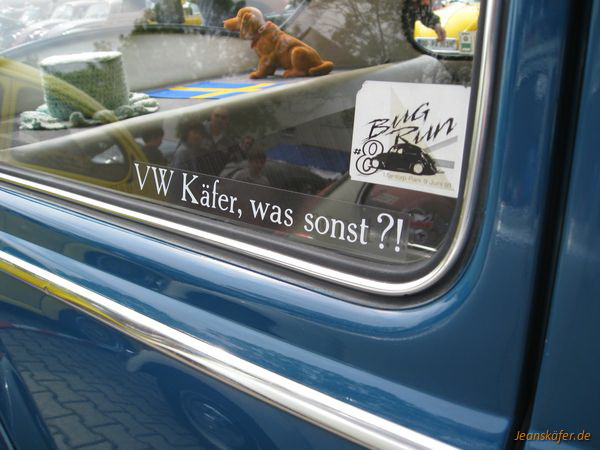 Bug
Run
#8
VW Käfer, was sonst?!
Jeanskäfer.de